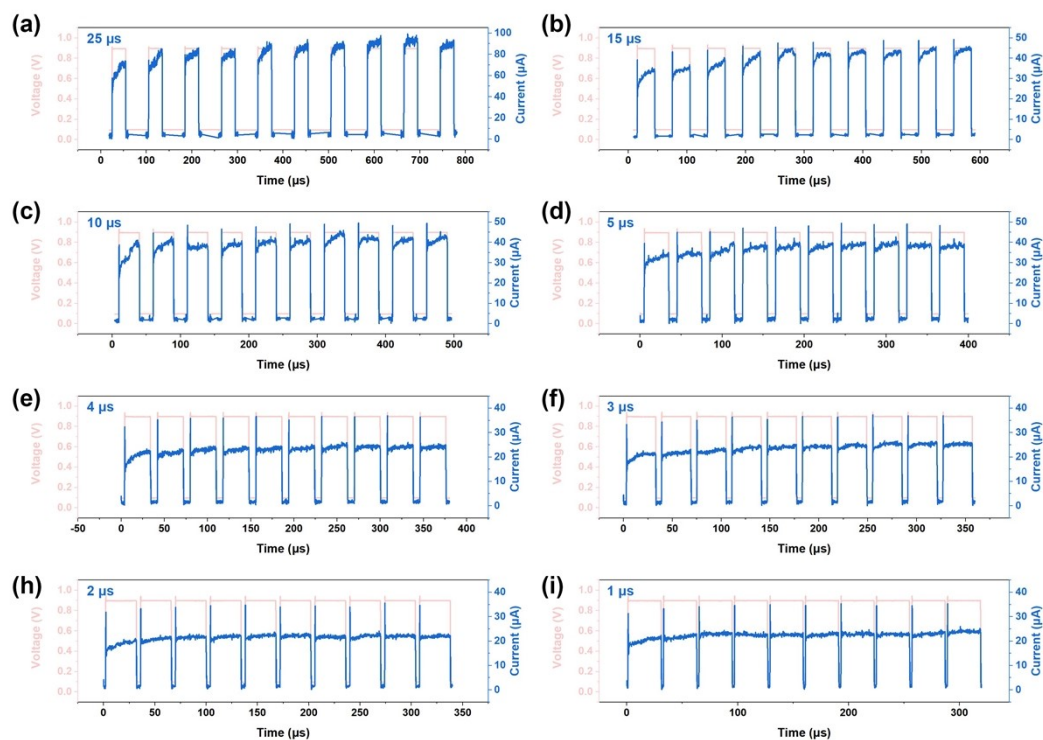 (a)
25 µs
Voltage (V)
1.0
0.8
0.6
0.4
0.2
0.0
100
80
60
40
20
0
Current (µA)
0 100 200 300 400 500 600 700 800
Time (µs)
(b)
15 µs
Voltage (V)
1.0
0.8
0.6
0.4
0.2
0.0
50
40
30
20
10
0
Current (µA)
0 100 200 300 400 500 600
Time (µs)
(c)
10 µs
Voltage (V)
1.0
0.8
0.6
0.4
0.2
0.0
50
40
30
20
10
0
Current (µA)
0 100 200 300 400 500
Time (µs)
(d)
5 µs
Voltage (V)
1.0
0.8
0.6
0.4
0.2
0.0
50
40
30
20
10
0
Current (µA)
0 100 200 300 400
Time (µs)
(e)
4 µs
Voltage (V)
1.0
0.8
0.6
0.4
0.2
0.0
40
30
20
10
0
Current (µA)
-50 0 50 100 150 200 250 300 350 400
Time (µs)
(f)
3 µs
Voltage (V)
1.0
0.8
0.6
0.4
0.2
0.0
40
30
20
10
0
Current (µA)
0 50 100 150 200 250 300 350
Time (µs)
(h)
2 µs
Voltage (V)
1.0
0.8
0.6
0.4
0.2
0.0
40
30
20
10
0
Current (µA)
0 50 100 150 200 250 300 350
Time (µs)
(i)
1 µs
Voltage (V)
1.0
0.8
0.6
0.4
0.2
0.0
40
30
20
10
0
Current (µA)
0 100 200 300
Time (µs)